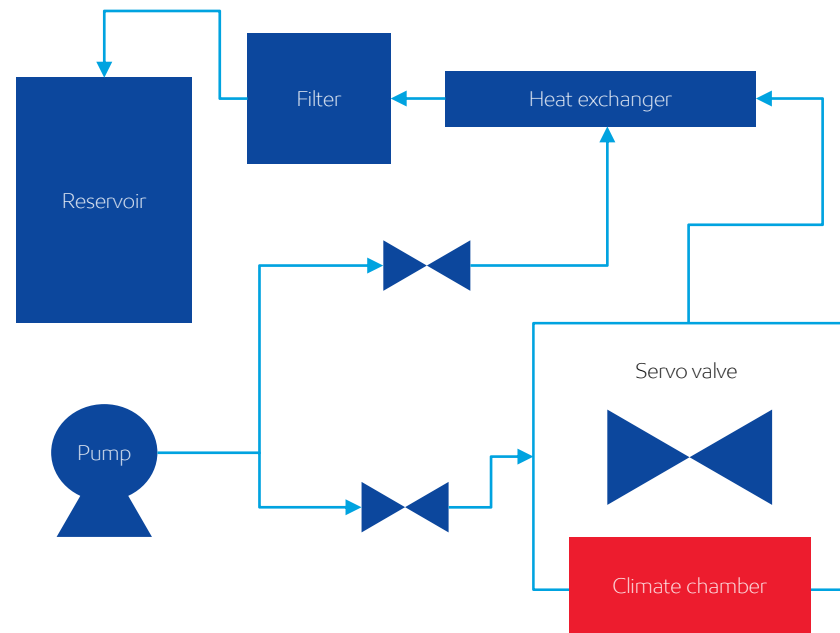 Filter
Heat exchanger
Reservoir
Servo valve
Pump
Climate chamber